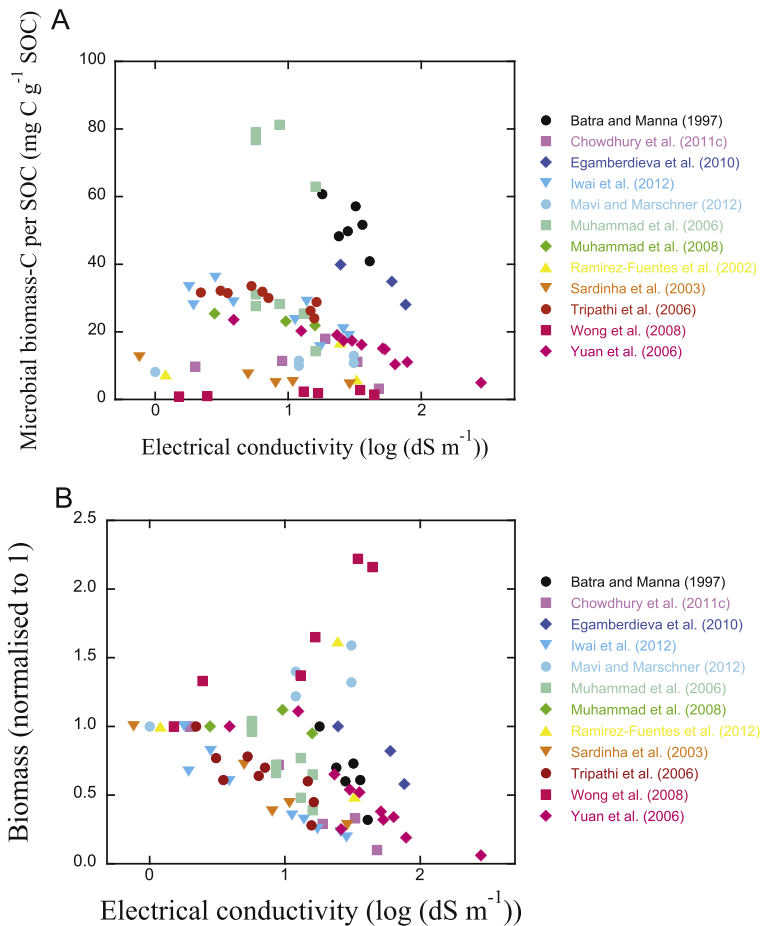 A
Microbial biomass-C per SOC (mg C g⁻¹ SOC)
100
80
60
40
20
0
0 1 2
Electrical conductivity (log (dS m⁻¹))
Batra and Manna (1997)
Chowdhury et al. (2011c)
Egamberdieva et al. (2010)
Iwai et al. (2012)
Mavi and Marschner (2012)
Muhammad et al. (2006)
Muhammad et al. (2008)
Ramirez-Fuentes et al. (2002)
Sardinha et al. (2003)
Tripathi et al. (2006)
Wong et al. (2008)
Yuan et al. (2006)
B
Biomass (normalised to 1)
2.5
2.0
1.5
1.0
0.5
0.0
0 1 2
Electrical conductivity (log (dS m⁻¹))
Batra and Manna (1997)
Chowdhury et al. (2011c)
Egamberdieva et al. (2010)
Iwai et al. (2012)
Mavi and Marschner (2012)
Muhammad et al. (2006)
Muhammad et al. (2008)
Ramirez-Fuentes et al. (2012)
Sardinha et al. (2003)
Tripathi et al. (2006)
Wong et al. (2008)
Yuan et al. (2006)